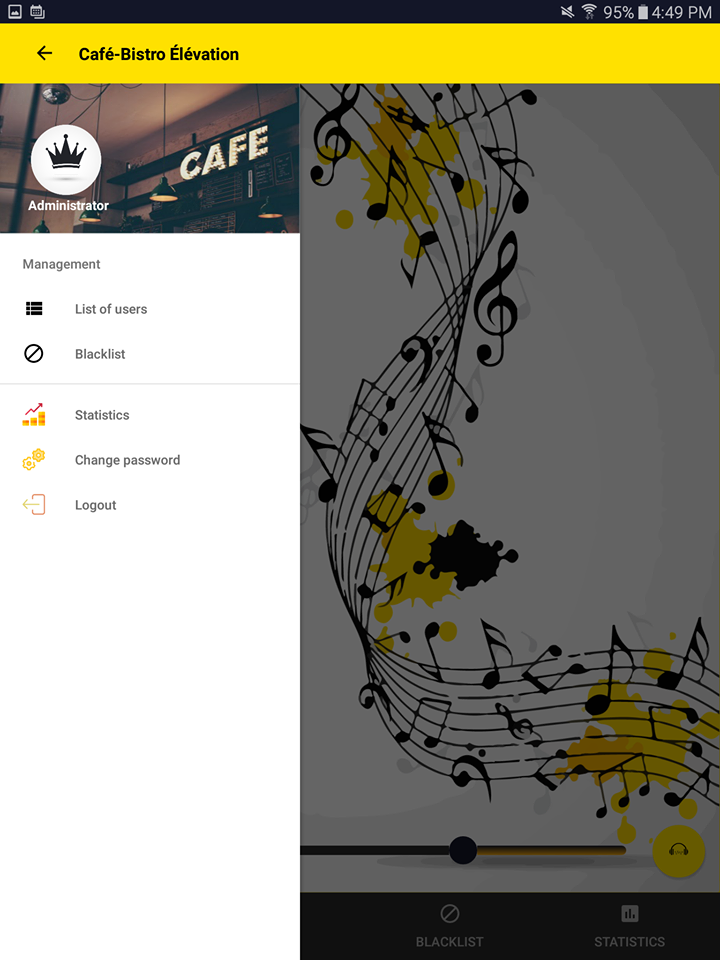 95% 4:49 PM
Café-Bistro Élévation
CAFE
Administrator
Management
List of users
Blacklist
Statistics
Change password
Logout
BLACKLIST
STATISTICS